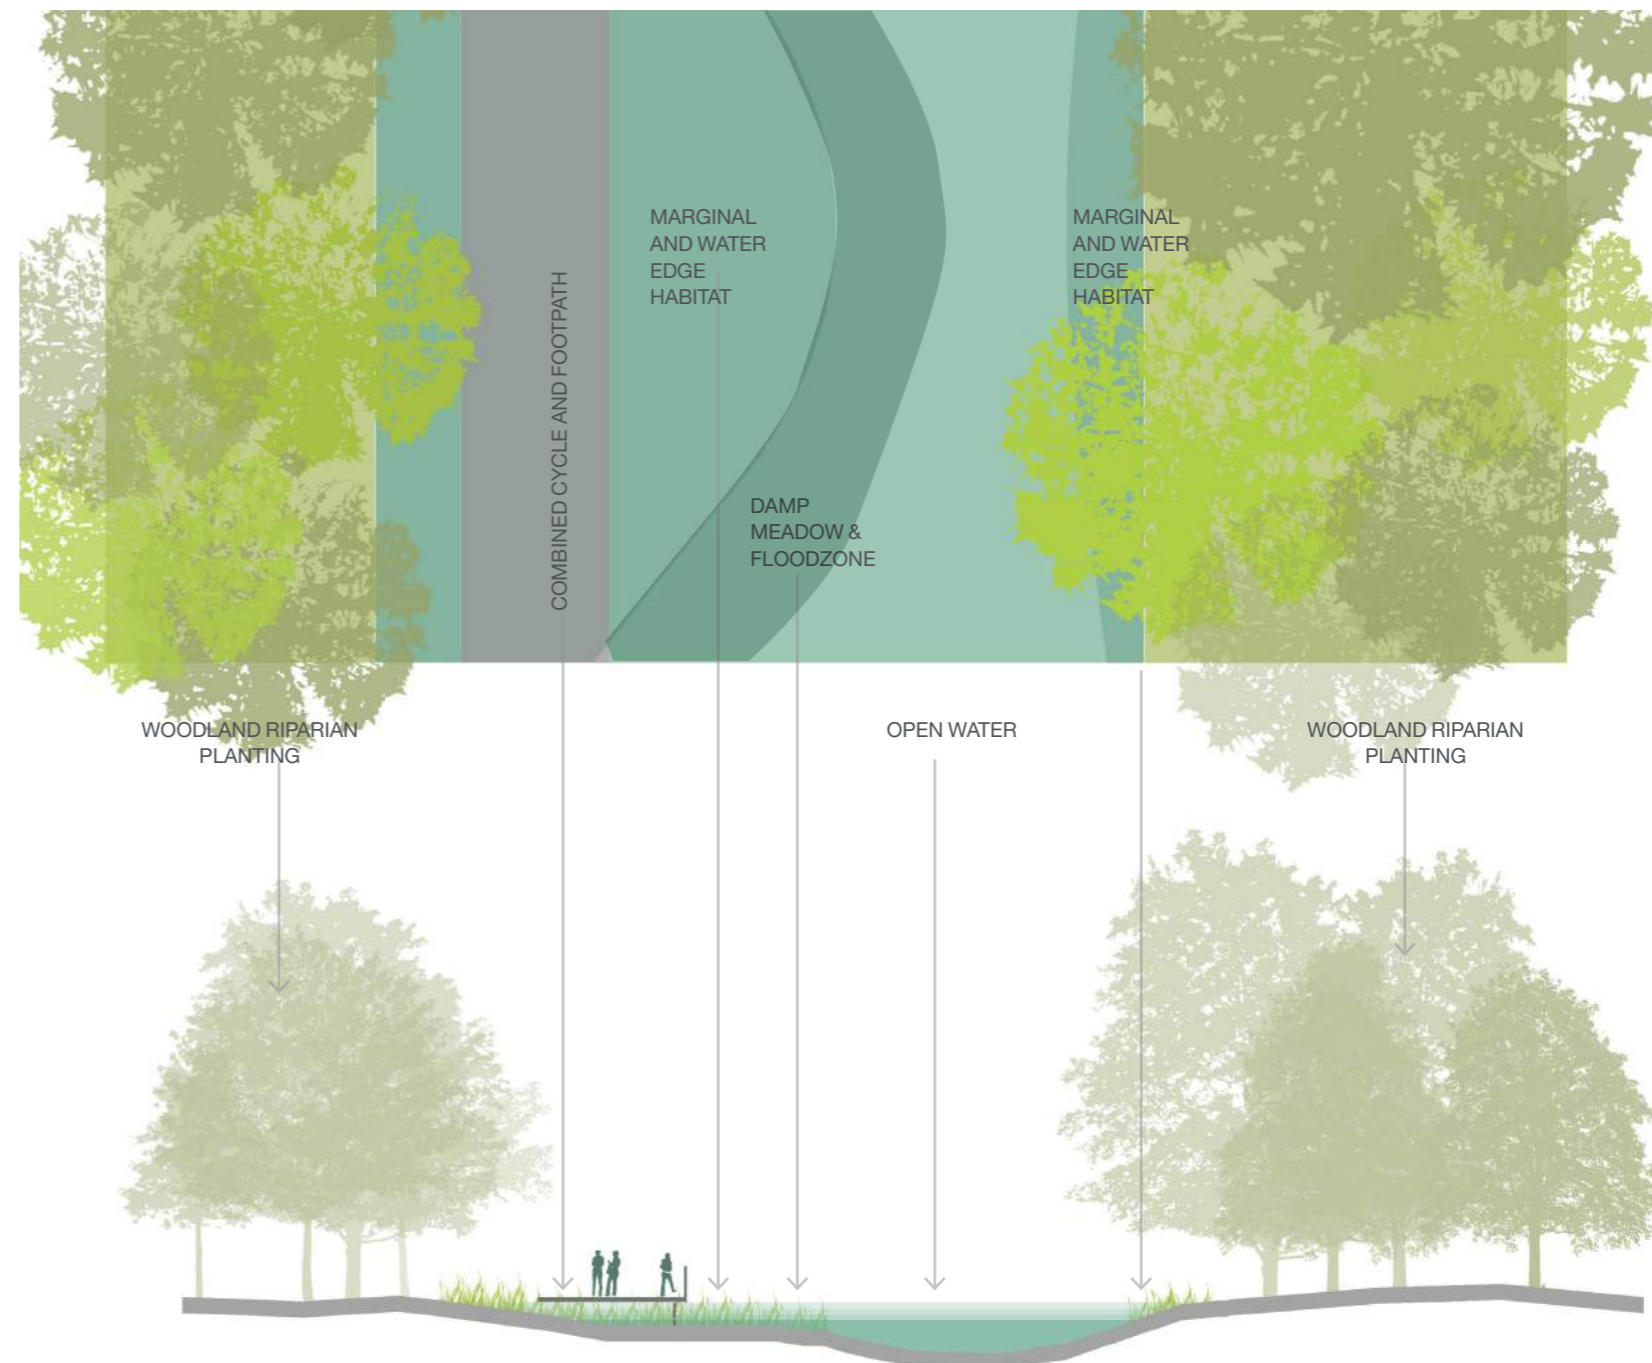 MARGINAL
AND WATER
EDGE
HABITAT
MARGINAL
AND WATER
EDGE
HABITAT
COMBINED CYCLE AND FOOTPATH
DAMP
MEADOW &
FLOODZONE
WOODLAND RIPARIAN
PLANTING
OPEN WATER
WOODLAND RIPARIAN
PLANTING